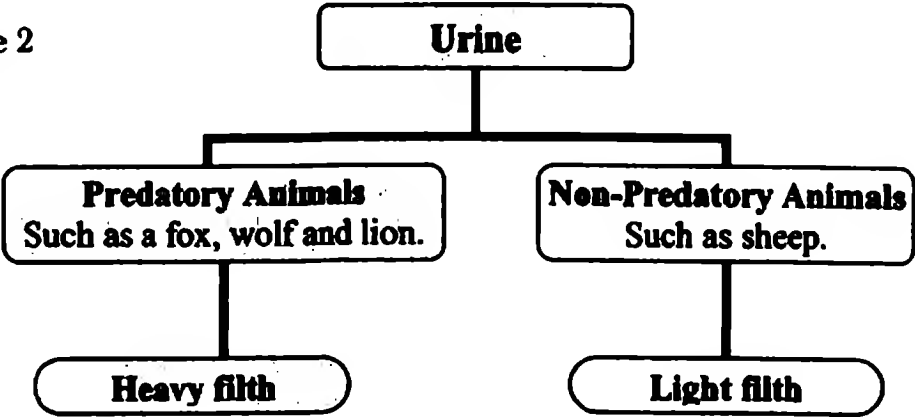 e 2
Urine
Predatory Animals
Such as a fox, wolf and lion.
Non-Predatory Animals
Such as sheep.
Heavy filth
Light filth